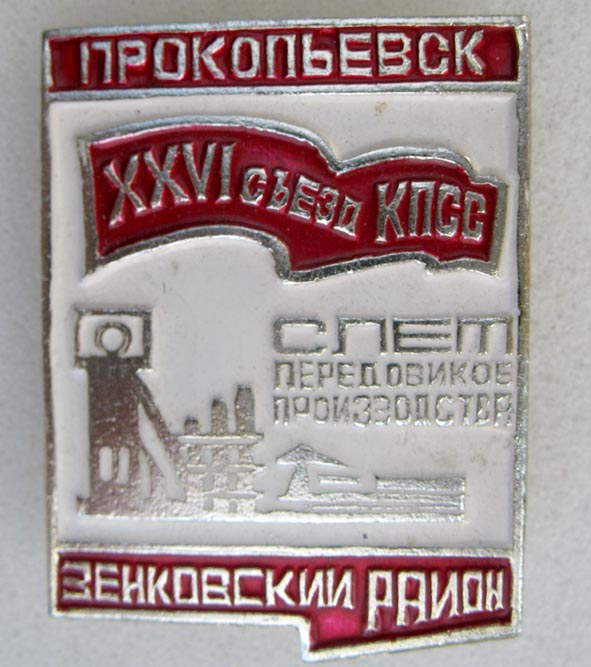 ПРОКОПЬЕВСК
XXVI СЪЕЗД КПСС
СЛЕТ
ПЕРЕДОВИКОВ
ПРОИЗВОДСТВА
ЗЕНКОВСКИЙ РАЙОН